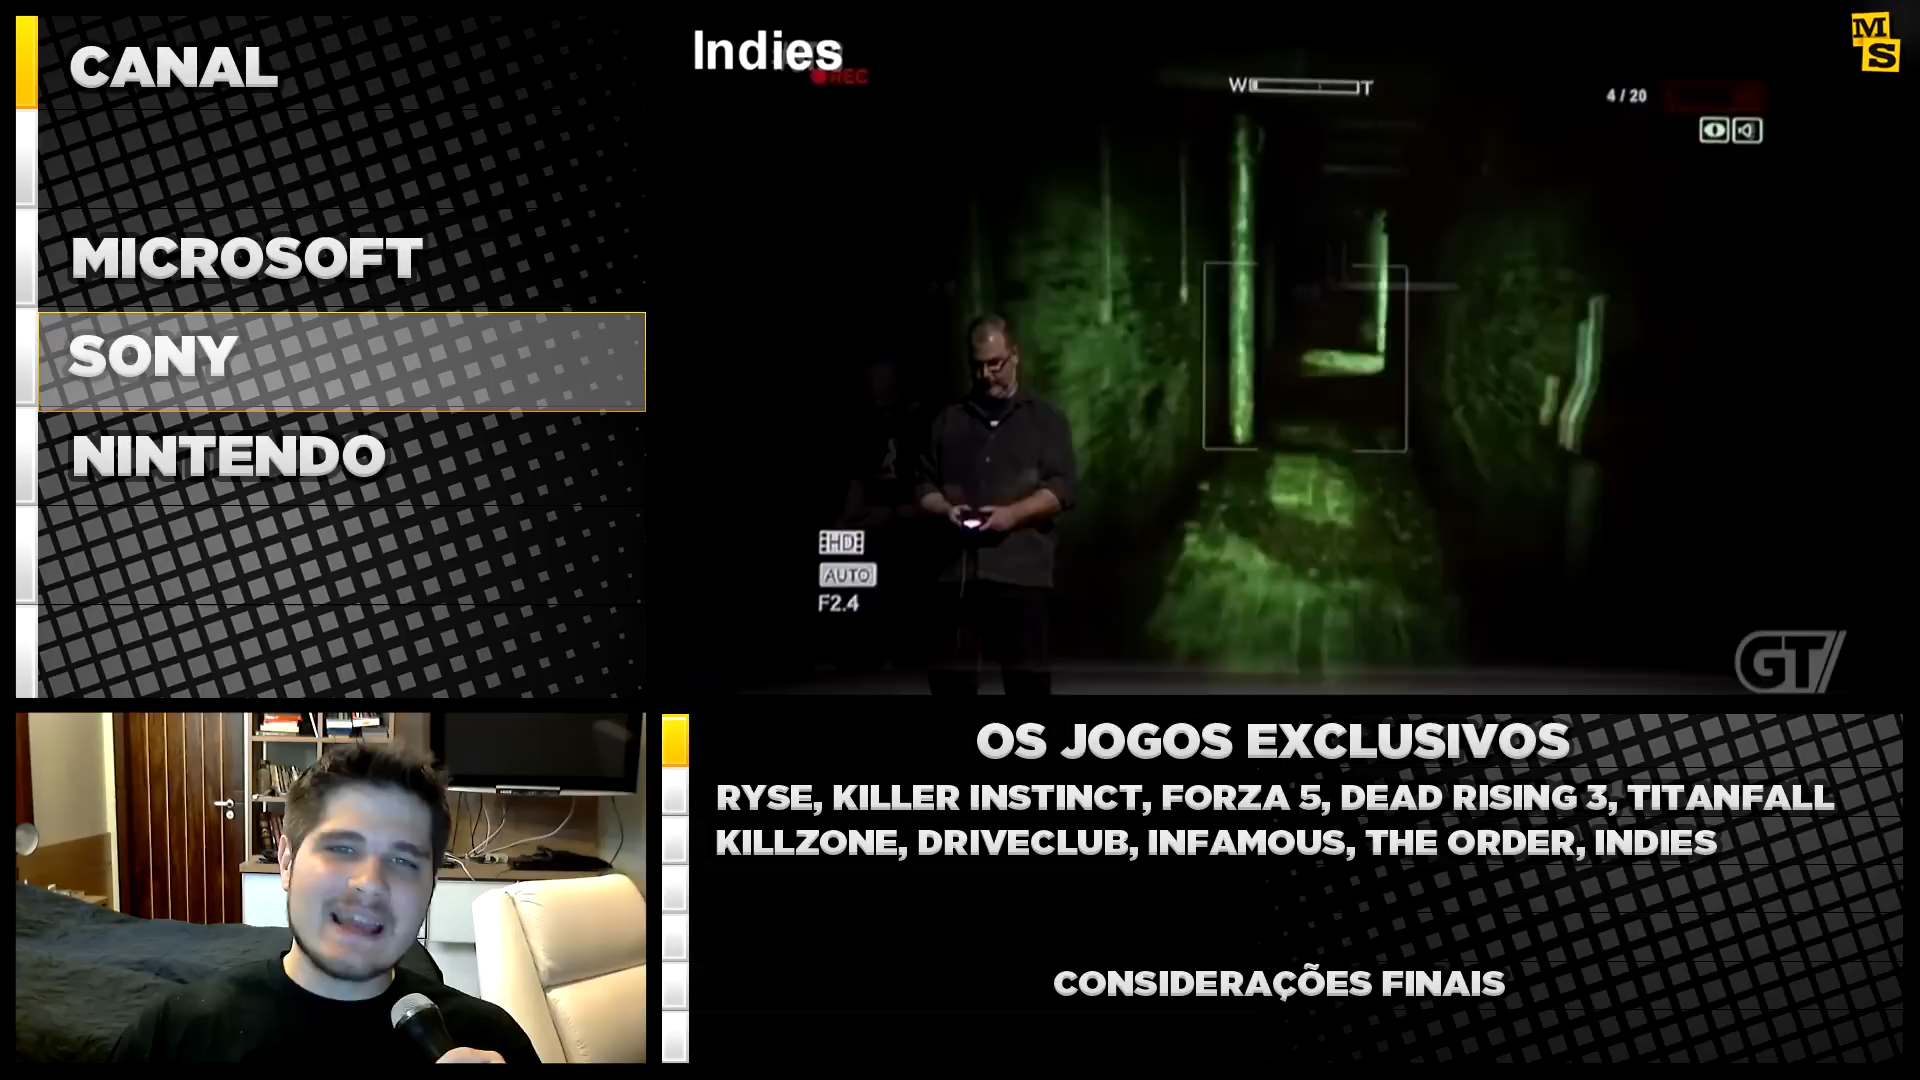 CANAL
MICROSOFT
SONY
NINTENDO
Indies
REC
W T
4 / 20
HD
AUTO
F2.4
GT
M
S
OS JOGOS EXCLUSIVOS
RYSE, KILLER INSTINCT, FORZA 5, DEAD RISING 3, TITANFALL
KILLZONE, DRIVECLUB, INFAMOUS, THE ORDER, INDIES
CONSIDERAÇÕES FINAIS